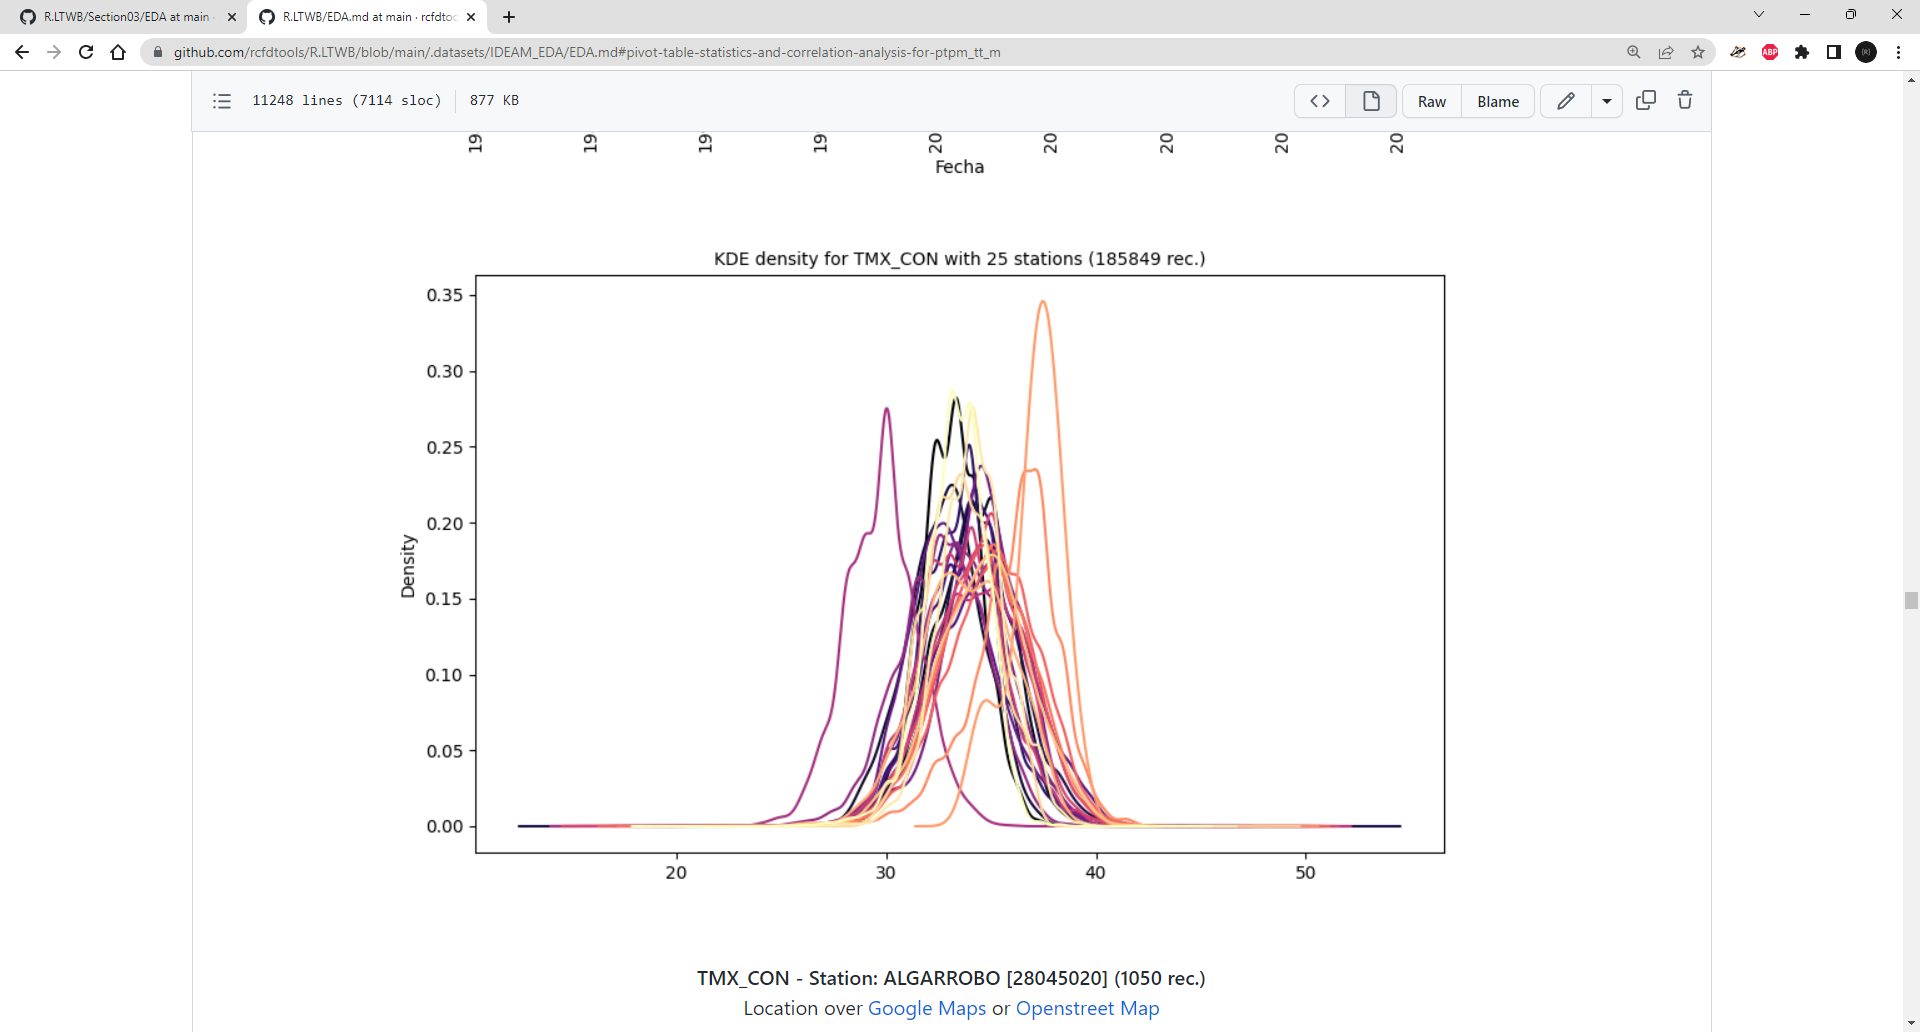 R.LTWB/Section03/EDA at main
R.LTWB/EDA.md at main · rcfdtoo
github.com/rcfdtools/R.LTWB/blob/main/.datasets/IDEAM_EDA/EDA.md#pivot-table-statistics-and-correlation-analysis-for-ptpm_tt_m
ABP
11248 lines (7114 sloc)
877 KB
Raw
Blame
19 19 19 19 20 20 20 20 20
Fecha
KDE density for TMX_CON with 25 stations (185849 rec.)
0.35
0.30
0.25
0.20
0.15
0.10
0.05
0.00
Density
20 30 40 50
TMX_CON - Station: ALGARROBO [28045020] (1050 rec.)
Location over Google Maps or Openstreet Map